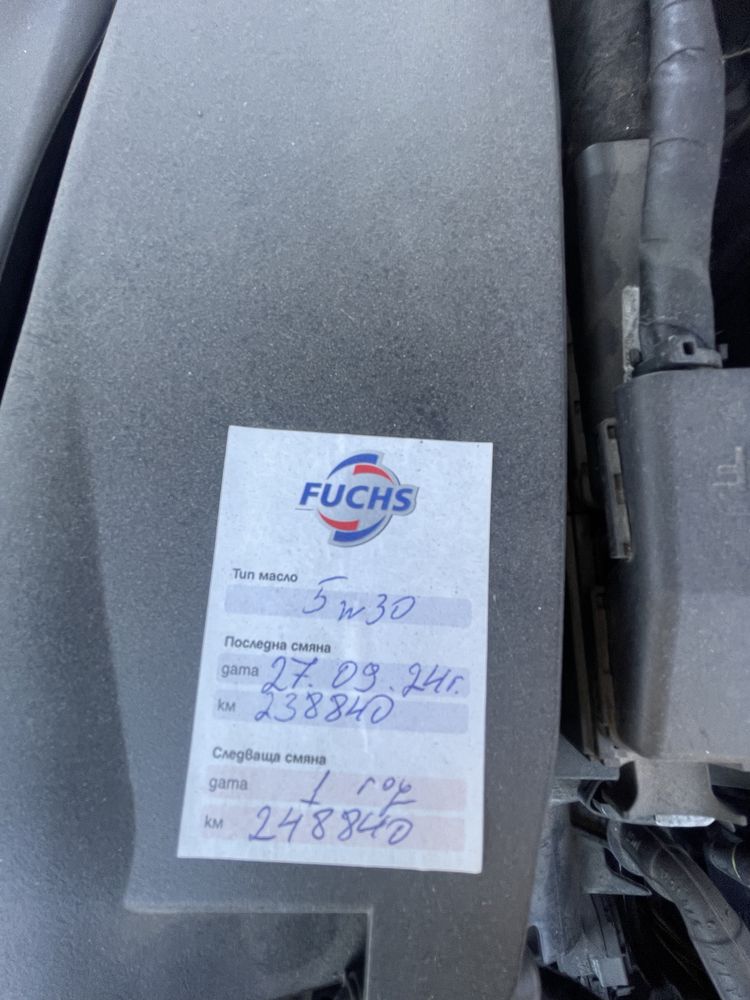 FUCHS
Тип масло
5w30
Последна смяна
дата 27.09.24г.
км 238840
Следваща смяна
дата 1 год
км 248840